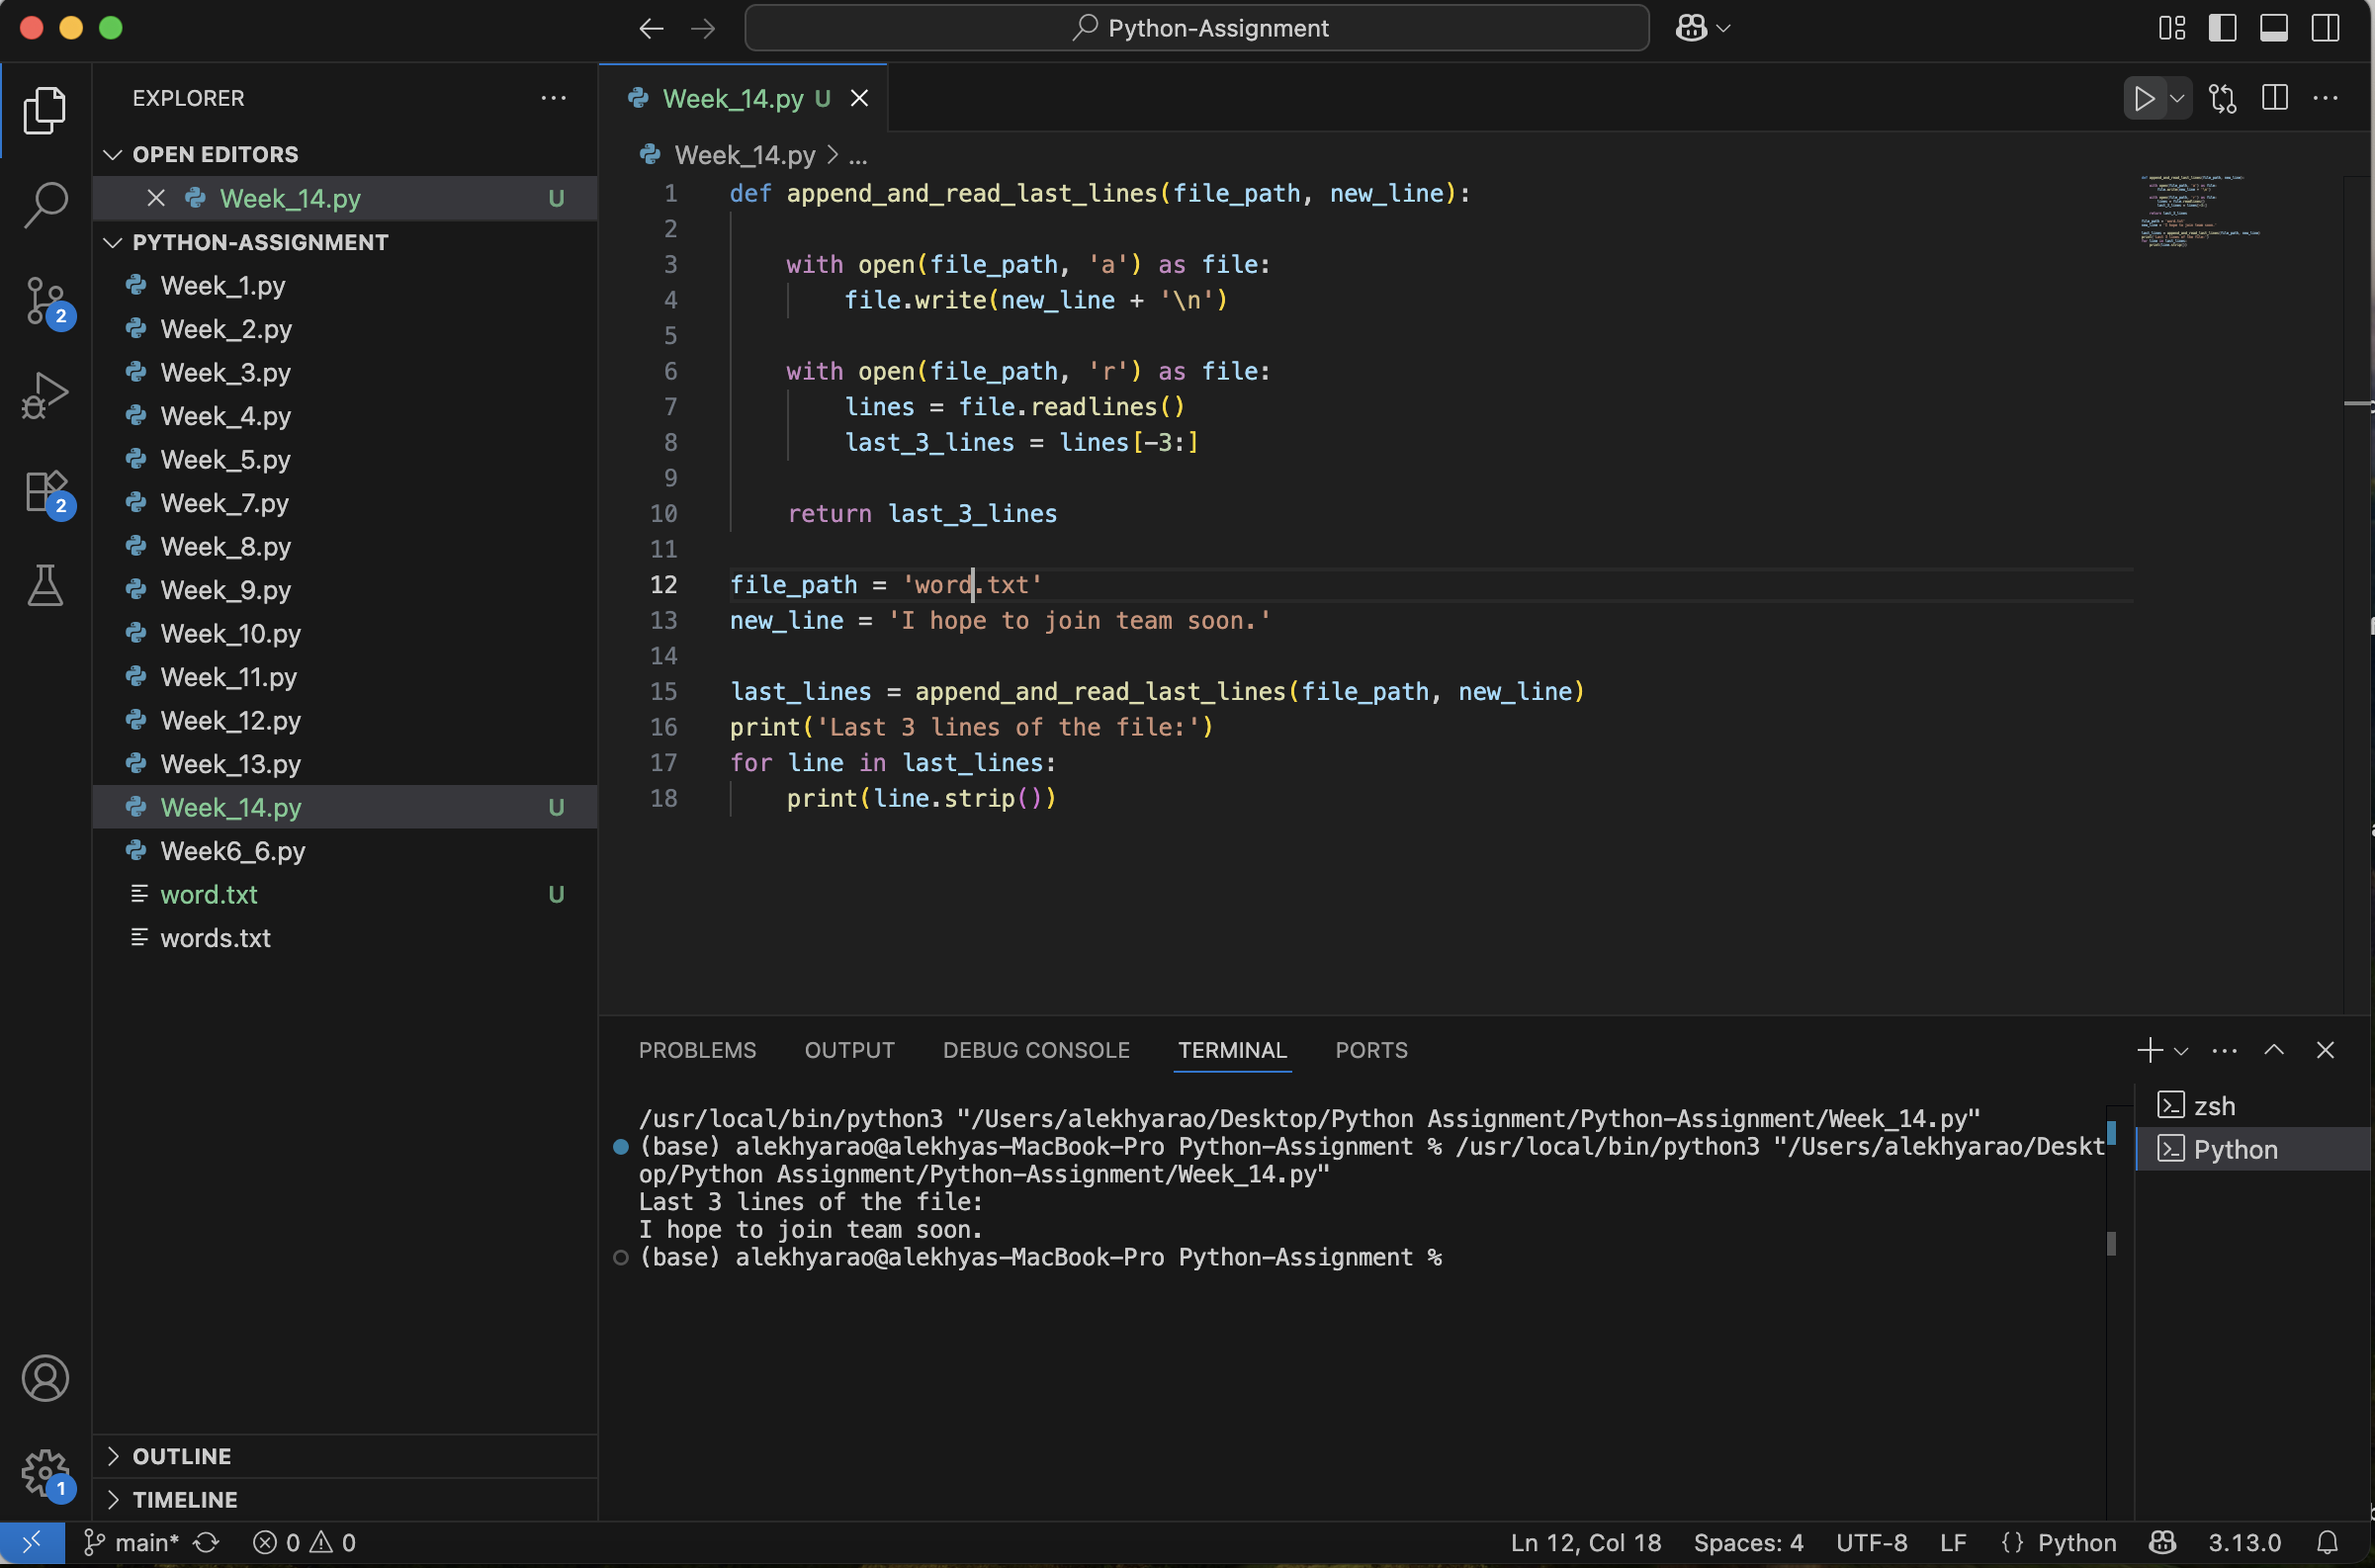 Python-Assignment
EXPLORER
OPEN EDITORS
Week_14.py U
PYTHON-ASSIGNMENT
Week_1.py
Week_2.py
2
Week_3.py
Week_4.py
Week_5.py
Week_7.py
2
Week_8.py
Week_9.py
Week_10.py
Week_11.py
Week_12.py
Week_13.py
Week_14.py U
Week6_6.py
word.txt U
words.txt
1
OUTLINE
TIMELINE
Week_14.py U
Week_14.py > ...
1 def append_and_read_last_lines(file_path, new_line):
2
3     with open(file_path, 'a') as file:
4         file.write(new_line + '\n')
5
6     with open(file_path, 'r') as file:
7         lines = file.readlines()
8         last_3_lines = lines[-3:]
9
10     return last_3_lines
11
12 file_path = 'word.txt'
13 new_line = 'I hope to join team soon.'
14
15 last_lines = append_and_read_last_lines(file_path, new_line)
16 print('Last 3 lines of the file:')
17 for line in last_lines:
18     print(line.strip())
PROBLEMS OUTPUT DEBUG CONSOLE TERMINAL PORTS
/usr/local/bin/python3 "/Users/alekhyarao/Desktop/Python Assignment/Python-Assignment/Week_14.py"
(base) alekhyarao@alekhyas-MacBook-Pro Python-Assignment % /usr/local/bin/python3 "/Users/alekhyarao/Deskt
op/Python Assignment/Python-Assignment/Week_14.py"
Last 3 lines of the file:
I hope to join team soon.
(base) alekhyarao@alekhyas-MacBook-Pro Python-Assignment %
zsh
Python
main* 0 0 Ln 12, Col 18 Spaces: 4 UTF-8 LF {} Python 3.13.0